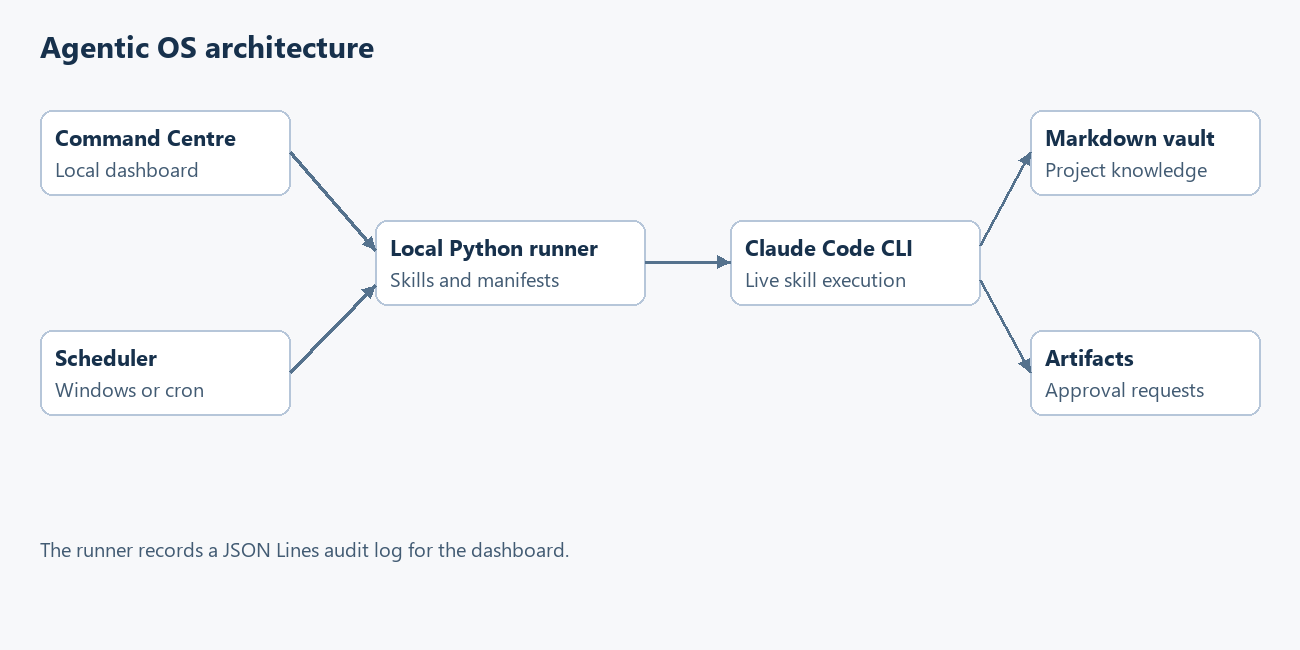 Agentic OS architecture
Command Centre
Local dashboard
Markdown vault
Project knowledge
Local Python runner
Skills and manifests
Claude Code CLI
Live skill execution
Scheduler
Windows or cron
Artifacts
Approval requests
The runner records a JSON Lines audit log for the dashboard.